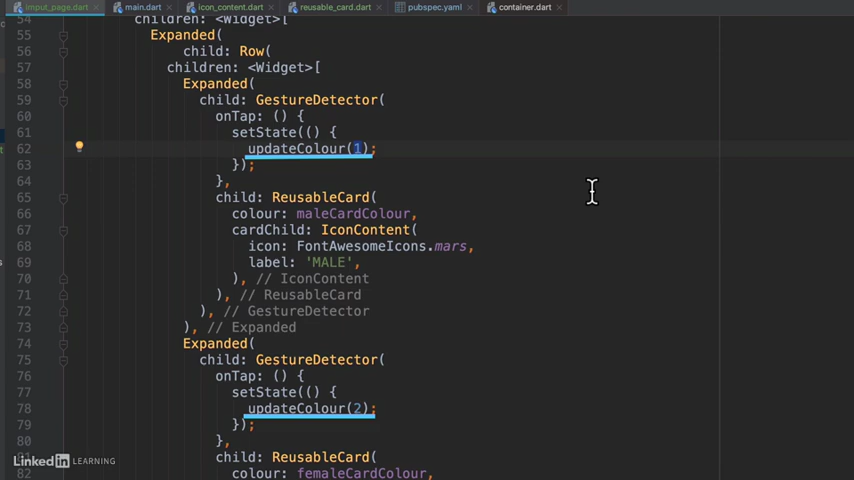 input_page.dart main.dart icon_content.dart reusable_card.dart pubspec.yaml container.dart
54 children: <Widget>[
55 Expanded(
56 child: Row(
57 children: <Widget>[
58 Expanded(
59 child: GestureDetector(
60 onTap: () {
61 setState(() {
62 updateColour(1);
63 });
64 },
65 child: ReusableCard(
66 colour: maleCardColour,
67 cardChild: IconContent(
68 icon: FontAwesomeIcons.mars,
69 label: 'MALE',
70 ), // IconContent
71 ), // ReusableCard
72 ), // GestureDetector
73 ), // Expanded
74 Expanded(
75 child: GestureDetector(
76 onTap: () {
77 setState(() {
78 updateColour(2);
79 });
80 },
81 child: ReusableCard(
82 colour: femaleCardColour,
LinkedIn LEARNING